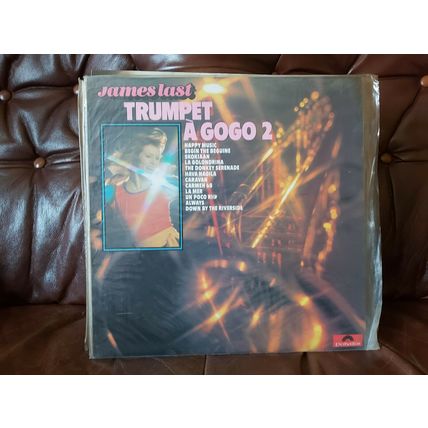 James last
TRUMPET
À GOGO 2
HAPPY MUSIC
BEGIN THE BEGUINE
SKOKIAAN
LA GOLONDRINA
THE DONKEY SERENADE
HAVA NAGILA
CARAVAN
CARMEN 68
LA MER
UN POCO RIO
ALWAYS
DOWN BY THE RIVERSIDE
Polydor